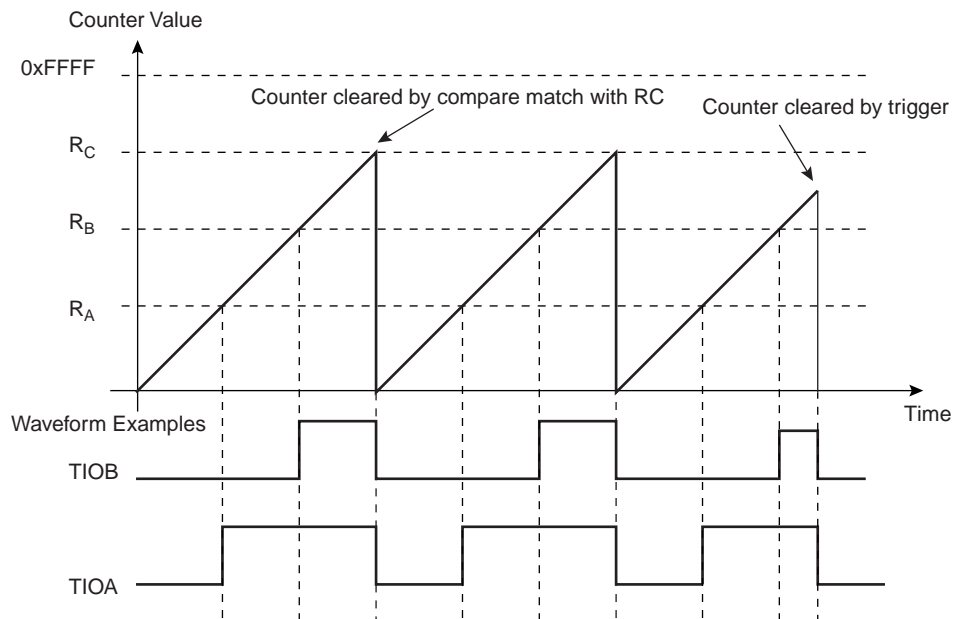 Counter Value
0xFFFF
Counter cleared by compare match with RC
Counter cleared by trigger
RC
RB
RA
Time
Waveform Examples
TIOB
TIOA